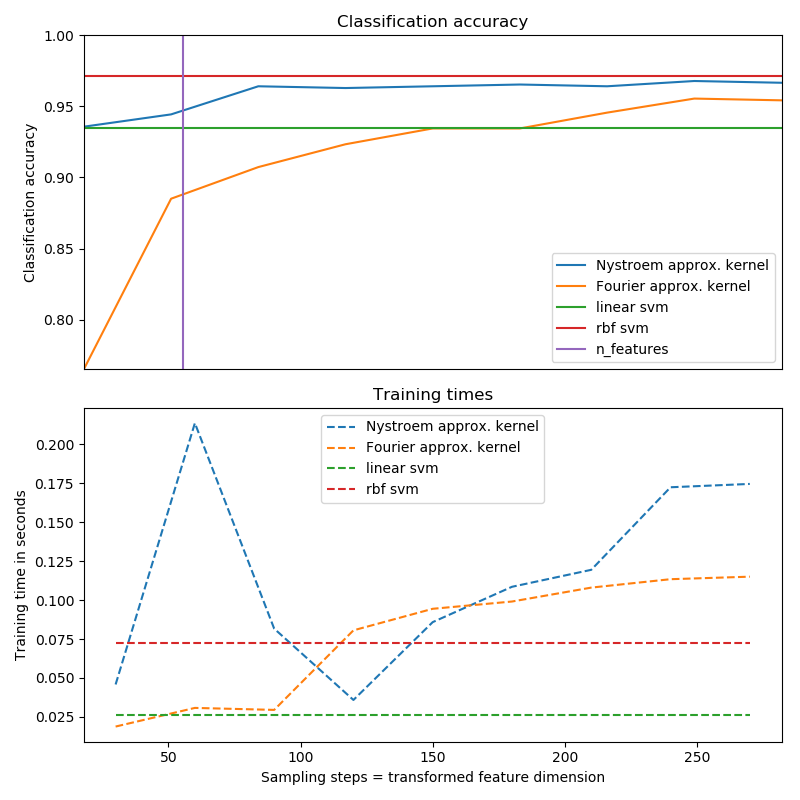 Classification accuracy
1.00
0.95
0.90
0.85
0.80
Classification accuracy
Nystroem approx. kernel
Fourier approx. kernel
linear svm
rbf svm
n_features
Training times
0.200
0.175
0.150
0.125
0.100
0.075
0.050
0.025
Training time in seconds
Nystroem approx. kernel
Fourier approx. kernel
linear svm
rbf svm
50 100 150 200 250
Sampling steps = transformed feature dimension